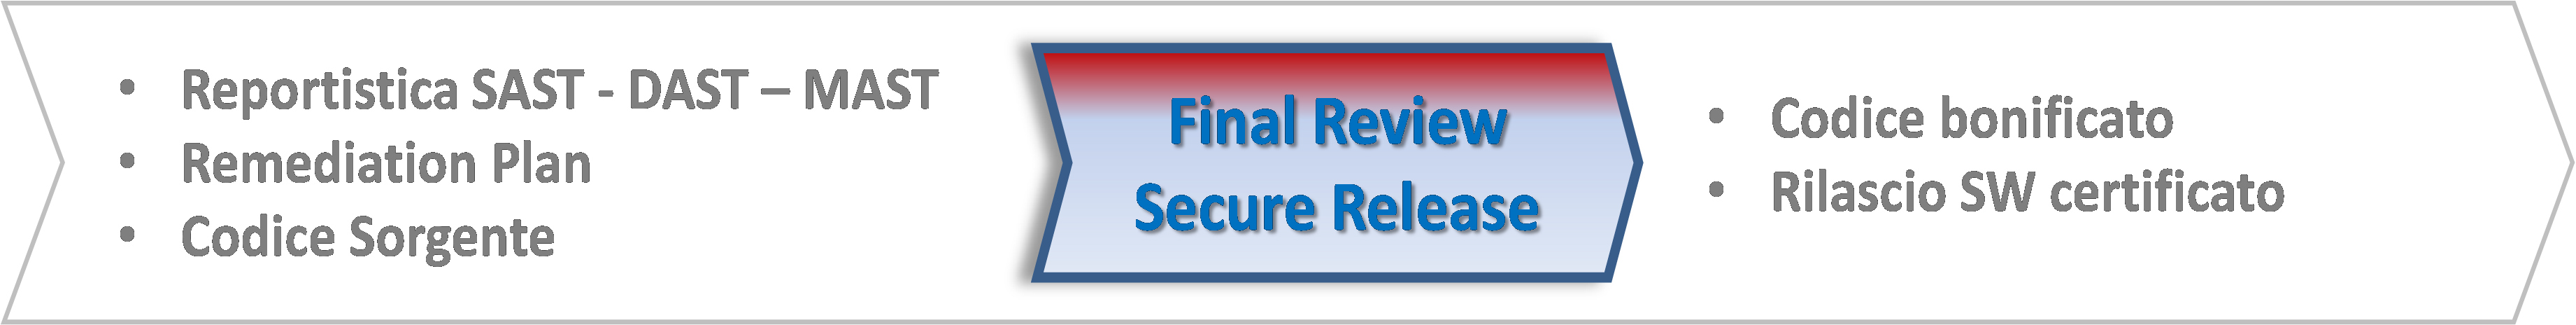 • Reportistica SAST - DAST – MAST
• Remediation Plan
• Codice Sorgente
Final Review
Secure Release
• Codice bonificato
• Rilascio SW certificato